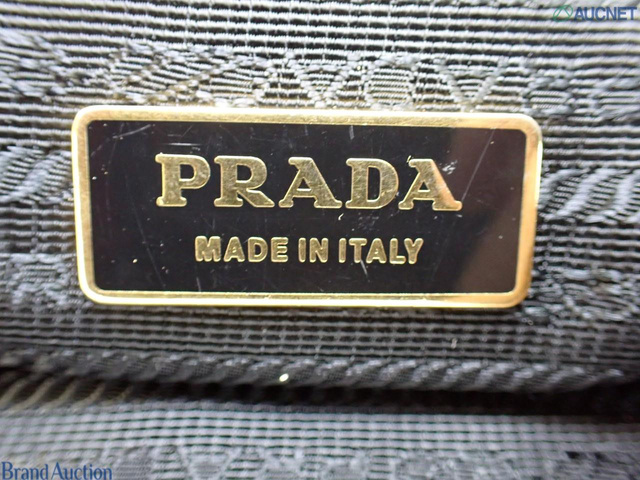 AUCNET
PRADA
MADE IN ITALY
Brand Auction